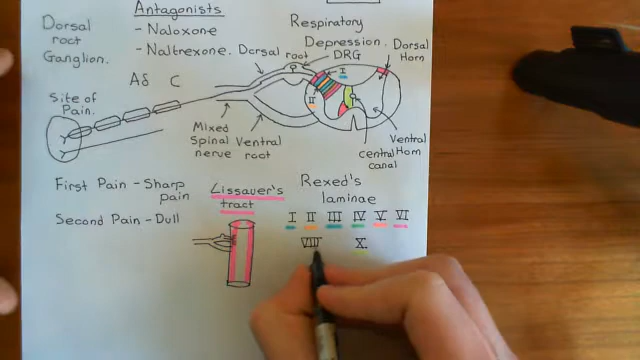 Antagonists
- Naloxone
- Naltrexone.
Dorsal
root
Ganglion.
Respiratory
Depression.
Dorsal root
DRG
Dorsal
Horn
I
II
Aδ C
Site of
Pain.
Mixed
Spinal
nerve
Ventral
root
Central
canal
Ventral
Horn
First Pain - Sharp
pain
Second Pain - Dull
Lissauer's
tract
Rexed's
laminae
I II III IV V VI
VIII X.